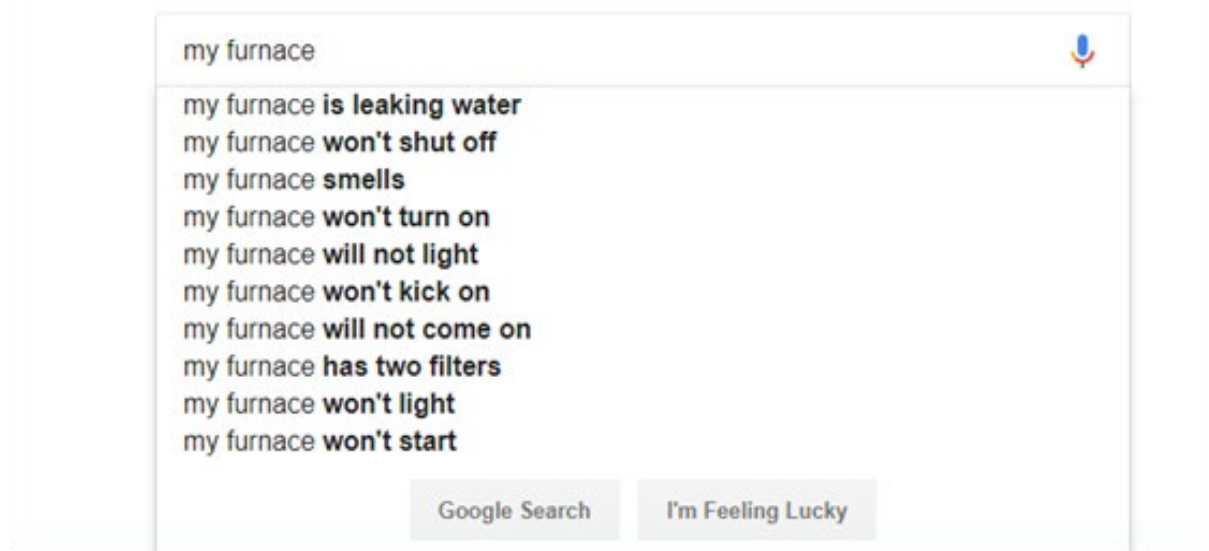 my furnace
my furnace is leaking water
my furnace won't shut off
my furnace smells
my furnace won't turn on
my furnace will not light
my furnace won't kick on
my furnace will not come on
my furnace has two filters
my furnace won't light
my furnace won't start
Google Search I'm Feeling Lucky